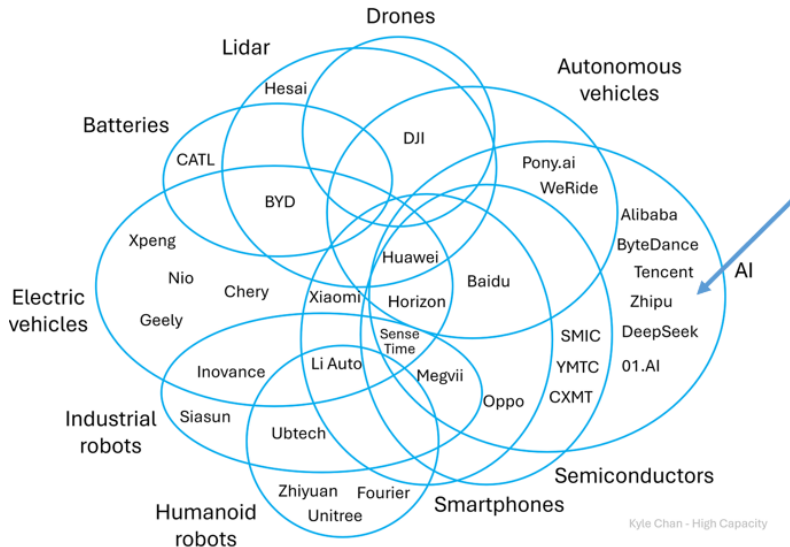 Drones
Lidar
Autonomous
vehicles
Hesai
Batteries
DJI
CATL
Pony.ai
WeRide
BYD
Alibaba
Xpeng
ByteDance
Huawei
Tencent
AI
Nio
Chery
Xiaomi
Horizon
Baidu
Zhipu
Electric
vehicles
Geely
Sense
Time
SMIC
DeepSeek
Inovance
Li Auto
Megvii
YMTC
01.AI
Siasun
Oppo
CXMT
Industrial
robots
Ubtech
Semiconductors
Zhiyuan
Fourier
Smartphones
Unitree
Humanoid
robots
Kyle Chan - High Capacity